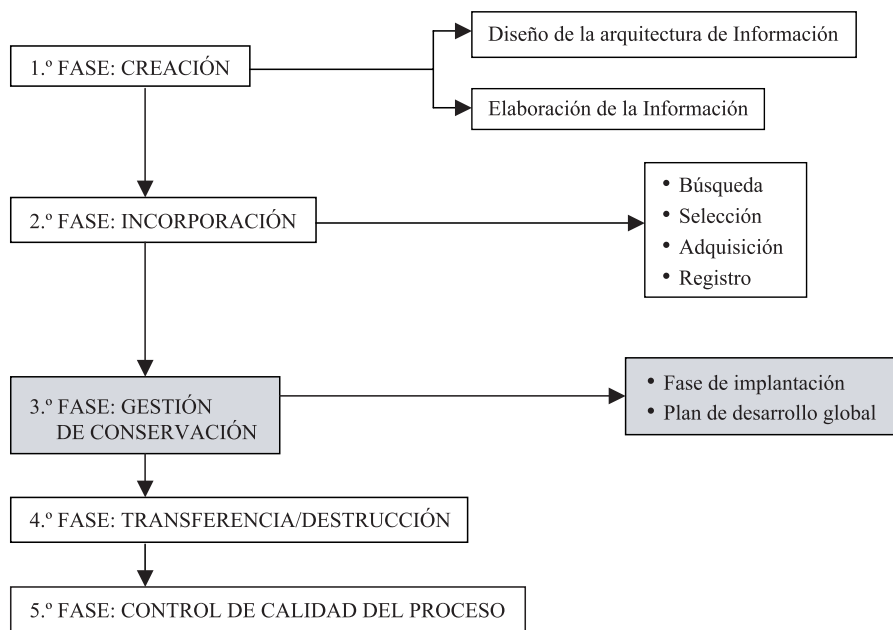 1.º FASE: CREACIÓN
Diseño de la arquitectura de Información
Elaboración de la Información
2.º FASE: INCORPORACIÓN
• Búsqueda
• Selección
• Adquisición
• Registro
3.º FASE: GESTIÓN
DE CONSERVACIÓN
• Fase de implantación
• Plan de desarrollo global
4.º FASE: TRANSFERENCIA/DESTRUCCIÓN
5.º FASE: CONTROL DE CALIDAD DEL PROCESO